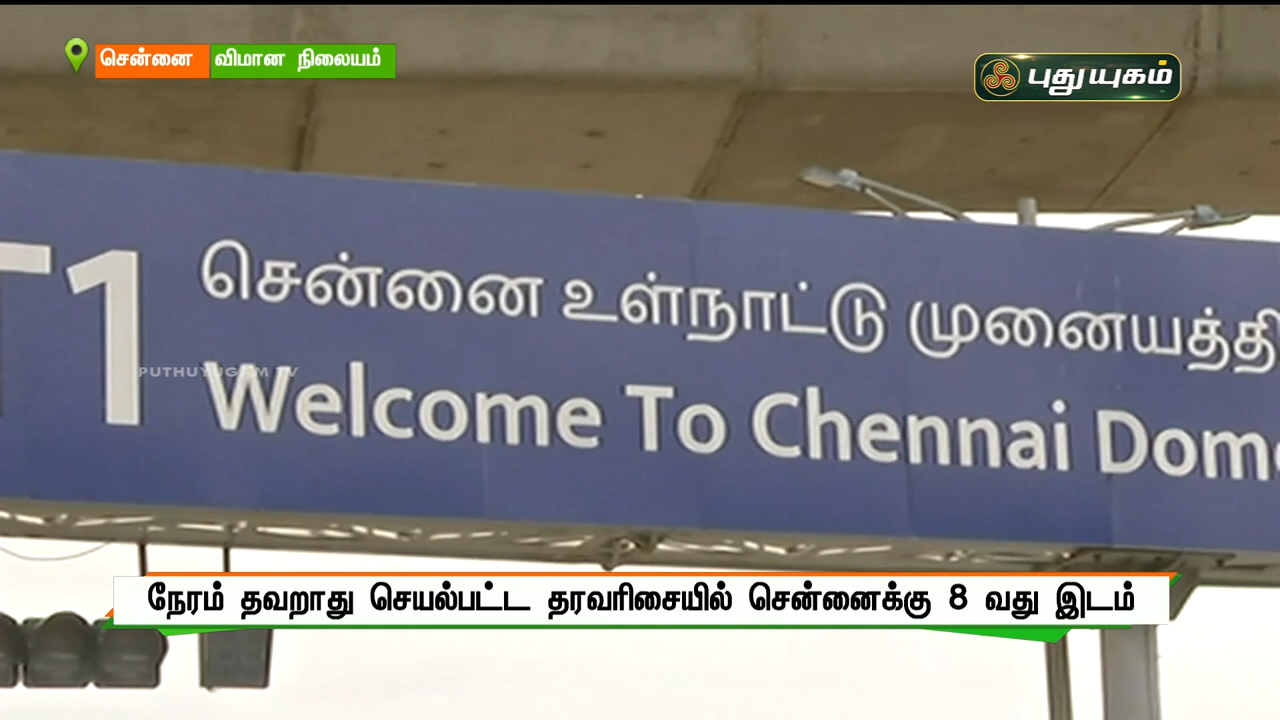 சென்னை விமான நிலையம்
புதுயுகம்
T1
சென்னை உள்நாட்டு முனையத்தி
PUTHUYUGAM TV
Welcome To Chennai Dome
நேரம் தவறாது செயல்பட்ட தரவரிசையில் சென்னைக்கு 8 வது இடம்